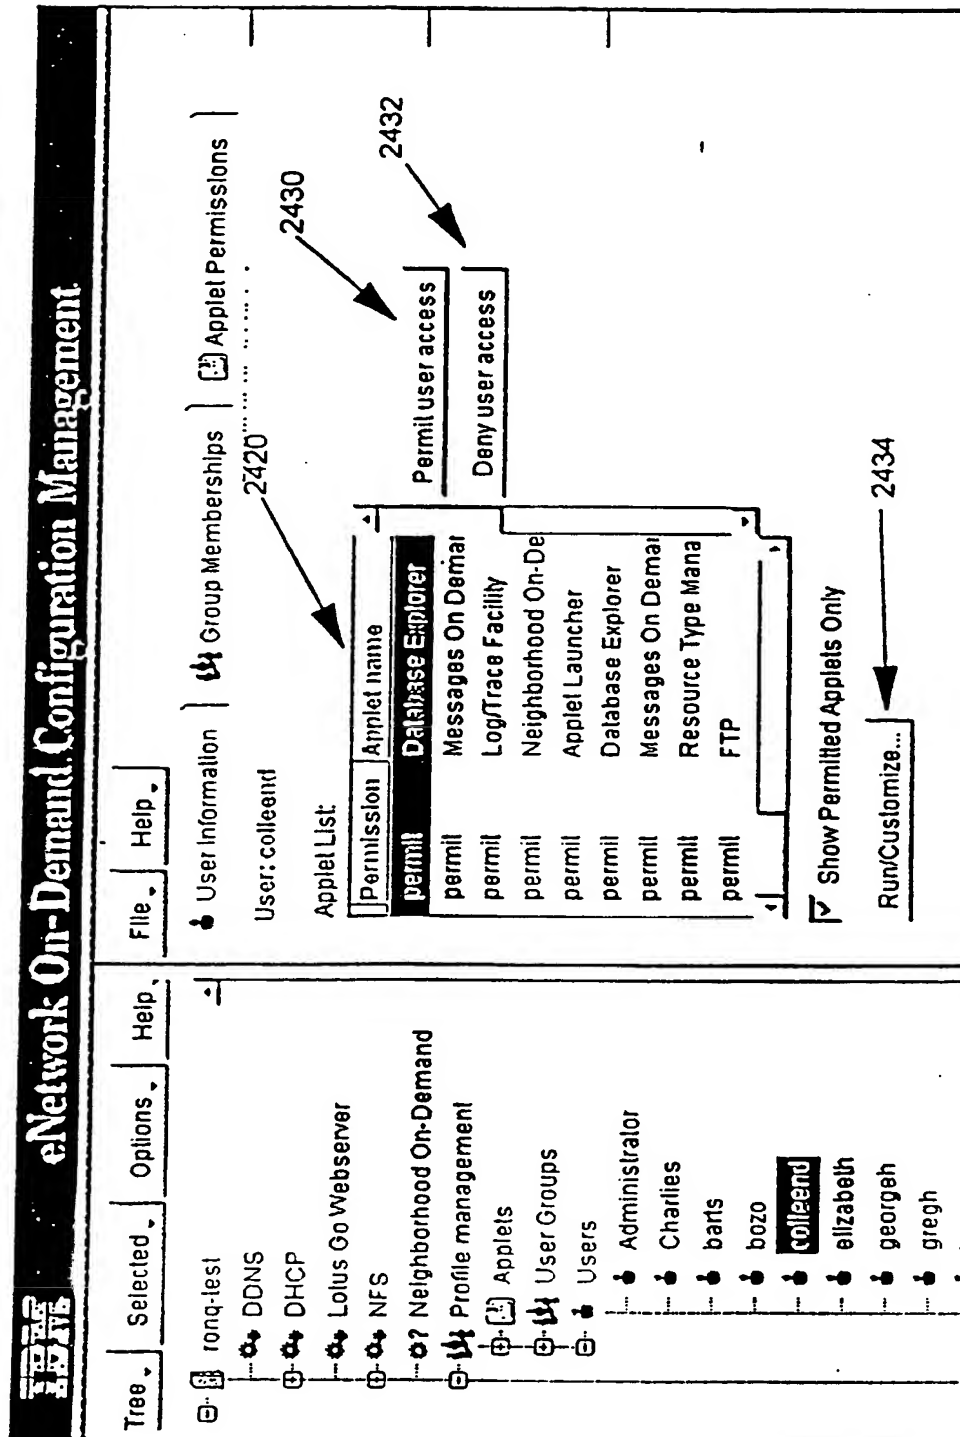 IBM
eNetwork On-Demand Configuration Management
Tree Selected Options Help
File Help
ronq-test
DDNS
DHCP
Lotus Go Webserver
NFS
? Neighborhood On-Demand
Profile management
Applets
User Groups
Users
Administrator
Charlies
barts
bozo
colleend
elizabeth
georgeh
gregh
User Information Group Memberships Applet Permissions
User: colleend
2420
Applet List:
Permission Applet name
permit Database Explorer
permit Messages On Demar
permit Log/Trace Facility
permit Neighborhood On-De
permit Applet Launcher
permit Database Explorer
permit Messages On Demar
permit Resource Type Mana
permit FTP
2430
Permit user access
2432
Deny user access
Show Permitted Applets Only
Run/Customize...
2434